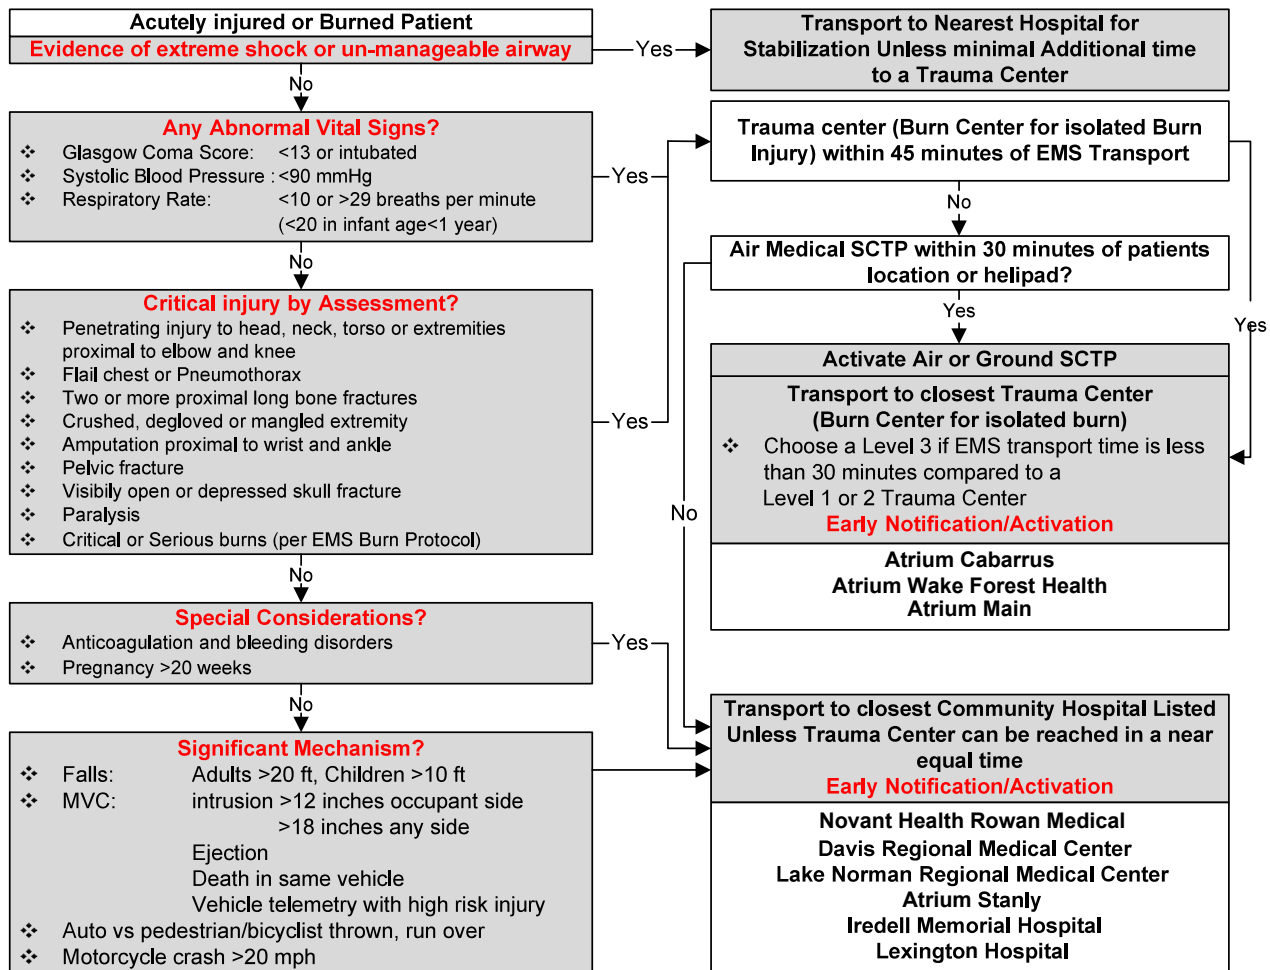 Acutely injured or Burned Patient
Evidence of extreme shock or un-manageable airway
Yes
Transport to Nearest Hospital for
Stabilization Unless minimal Additional time
to a Trauma Center
No
Any Abnormal Vital Signs?
❖ Glasgow Coma Score: <13 or intubated
❖ Systolic Blood Pressure : <90 mmHg
❖ Respiratory Rate: <10 or >29 breaths per minute
(<20 in infant age<1 year)
Yes
Trauma center (Burn Center for isolated Burn
Injury) within 45 minutes of EMS Transport
No
Yes
Air Medical SCTP within 30 minutes of patients
location or helipad?
Yes
No
No
Critical injury by Assessment?
❖ Penetrating injury to head, neck, torso or extremities
proximal to elbow and knee
❖ Flail chest or Pneumothorax
❖ Two or more proximal long bone fractures
❖ Crushed, degloved or mangled extremity
❖ Amputation proximal to wrist and ankle
❖ Pelvic fracture
❖ Visibily open or depressed skull fracture
❖ Paralysis
❖ Critical or Serious burns (per EMS Burn Protocol)
Yes
Activate Air or Ground SCTP
Transport to closest Trauma Center
(Burn Center for isolated burn)
❖ Choose a Level 3 if EMS transport time is less
than 30 minutes compared to a
Level 1 or 2 Trauma Center
Early Notification/Activation
Atrium Cabarrus
Atrium Wake Forest Health
Atrium Main
No
Special Considerations?
❖ Anticoagulation and bleeding disorders
❖ Pregnancy >20 weeks
Yes
No
Significant Mechanism?
❖ Falls: Adults >20 ft, Children >10 ft
❖ MVC: intrusion >12 inches occupant side
>18 inches any side
Ejection
Death in same vehicle
Vehicle telemetry with high risk injury
❖ Auto vs pedestrian/bicyclist thrown, run over
❖ Motorcycle crash >20 mph
Transport to closest Community Hospital Listed
Unless Trauma Center can be reached in a near
equal time
Early Notification/Activation
Novant Health Rowan Medical
Davis Regional Medical Center
Lake Norman Regional Medical Center
Atrium Stanly
Iredell Memorial Hospital
Lexington Hospital